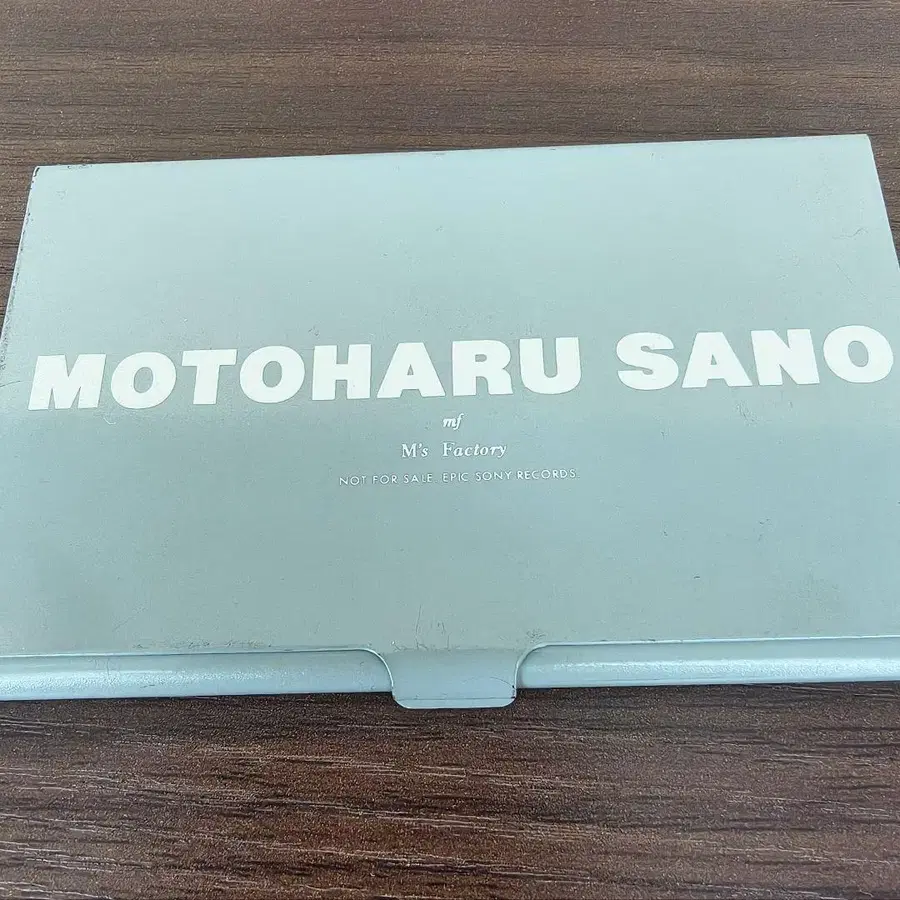 MOTOHARU SANO
mf
M's Factory
NOT FOR SALE. EPIC SONY RECORDS.